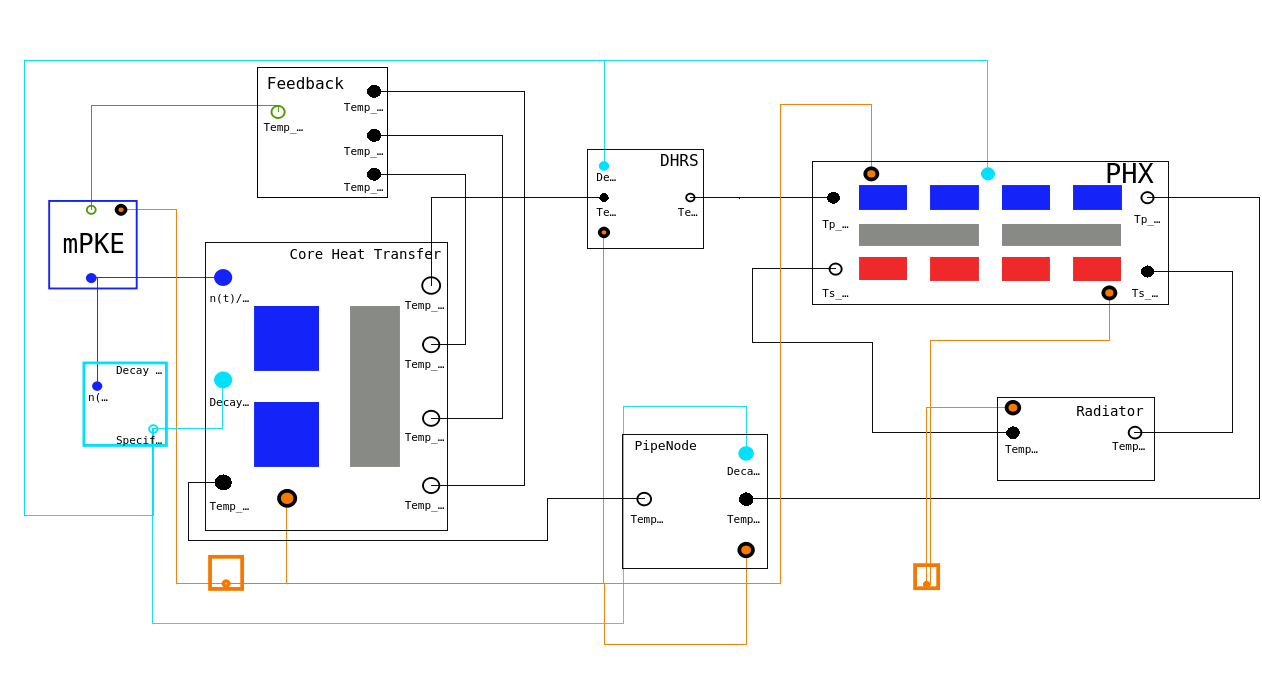 Feedback
Temp_…
Temp_…
Temp_…
Temp_…
DHRS
De…
Te…
Te…
PHX
Tp_…
Tp_…
Ts_…
Ts_…
mPKE
Core Heat Transfer
n(t)/…
Temp_…
Temp_…
Decay…
Temp_…
Temp_…
Temp_…
Decay …
n(…
Specif…
PipeNode
Deca…
Temp…
Temp…
Radiator
Temp…
Temp…